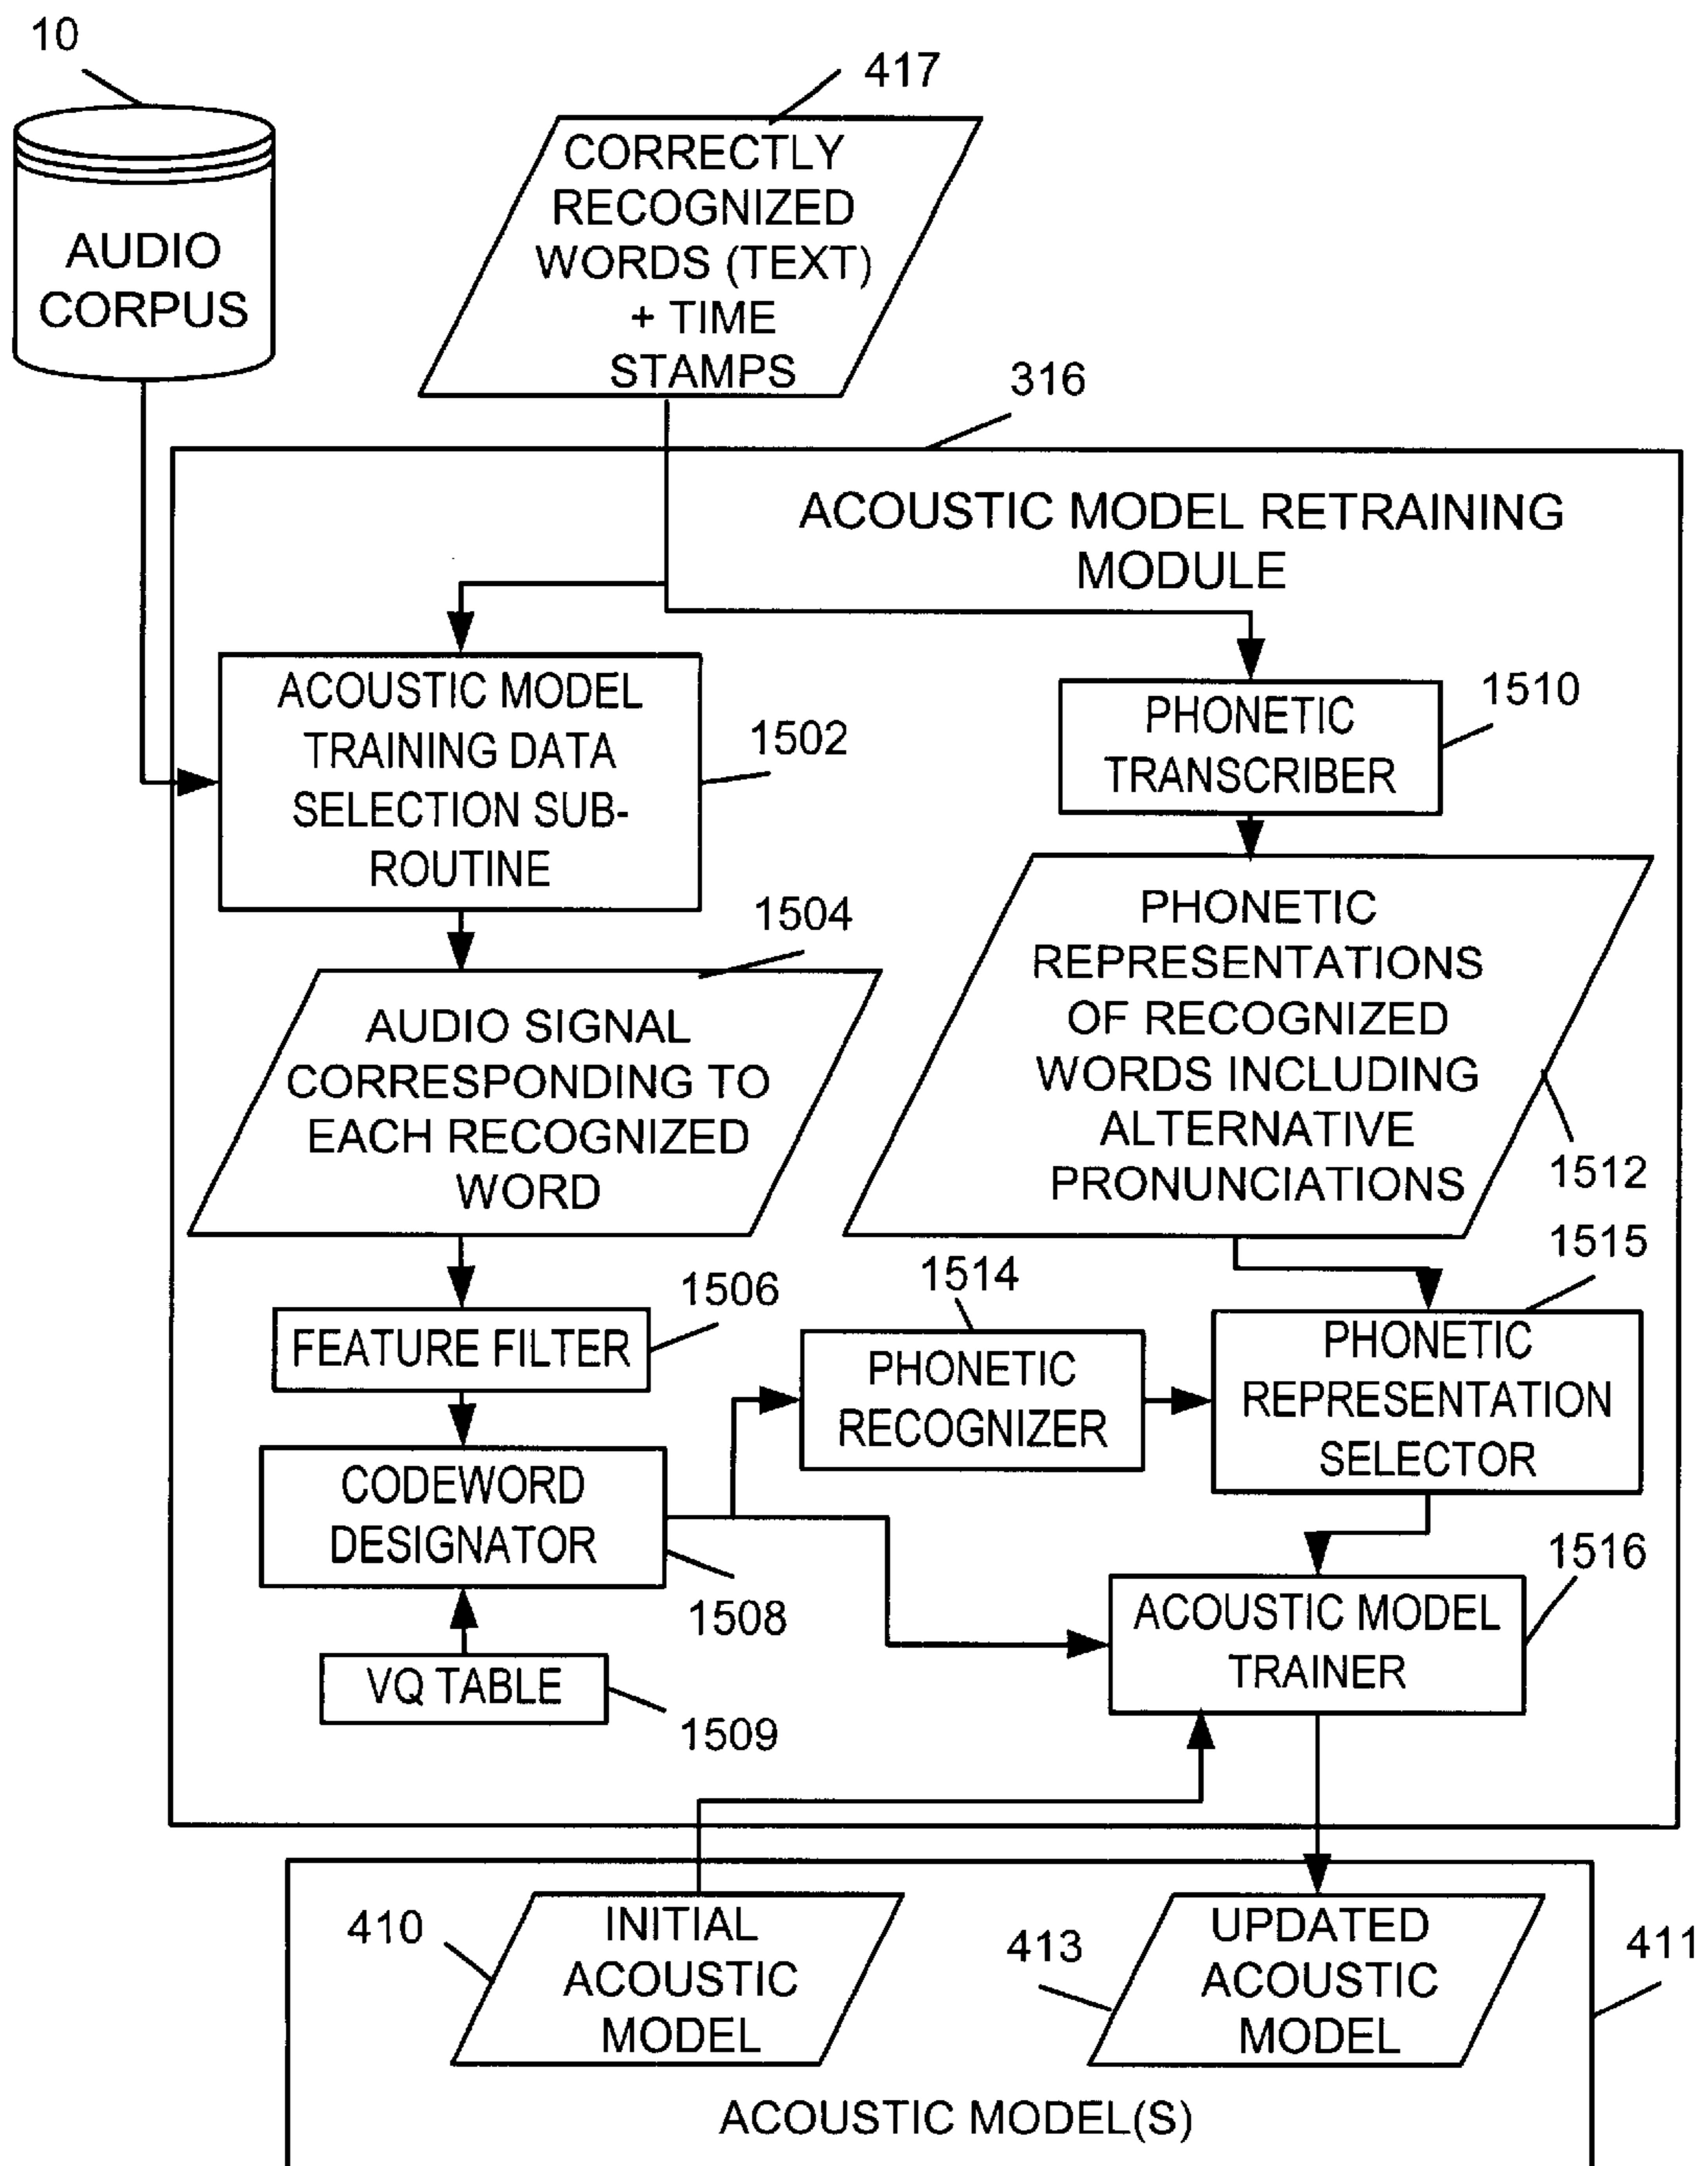 10
417
AUDIO
CORPUS
CORRECTLY
RECOGNIZED
WORDS (TEXT)
+ TIME
STAMPS
316
ACOUSTIC MODEL RETRAINING
MODULE
ACOUSTIC MODEL
TRAINING DATA
SELECTION SUB-
ROUTINE
1502
PHONETIC
TRANSCRIBER
1510
1504
AUDIO SIGNAL
CORRESPONDING TO
EACH RECOGNIZED
WORD
PHONETIC
REPRESENTATIONS
OF RECOGNIZED
WORDS INCLUDING
ALTERNATIVE
PRONUNCIATIONS
1512
1506
FEATURE FILTER
1514
PHONETIC
RECOGNIZER
1515
PHONETIC
REPRESENTATION
SELECTOR
CODEWORD
DESIGNATOR
1508
VQ TABLE
1509
1516
ACOUSTIC MODEL
TRAINER
410
INITIAL
ACOUSTIC
MODEL
413
UPDATED
ACOUSTIC
MODEL
411
ACOUSTIC MODEL(S)